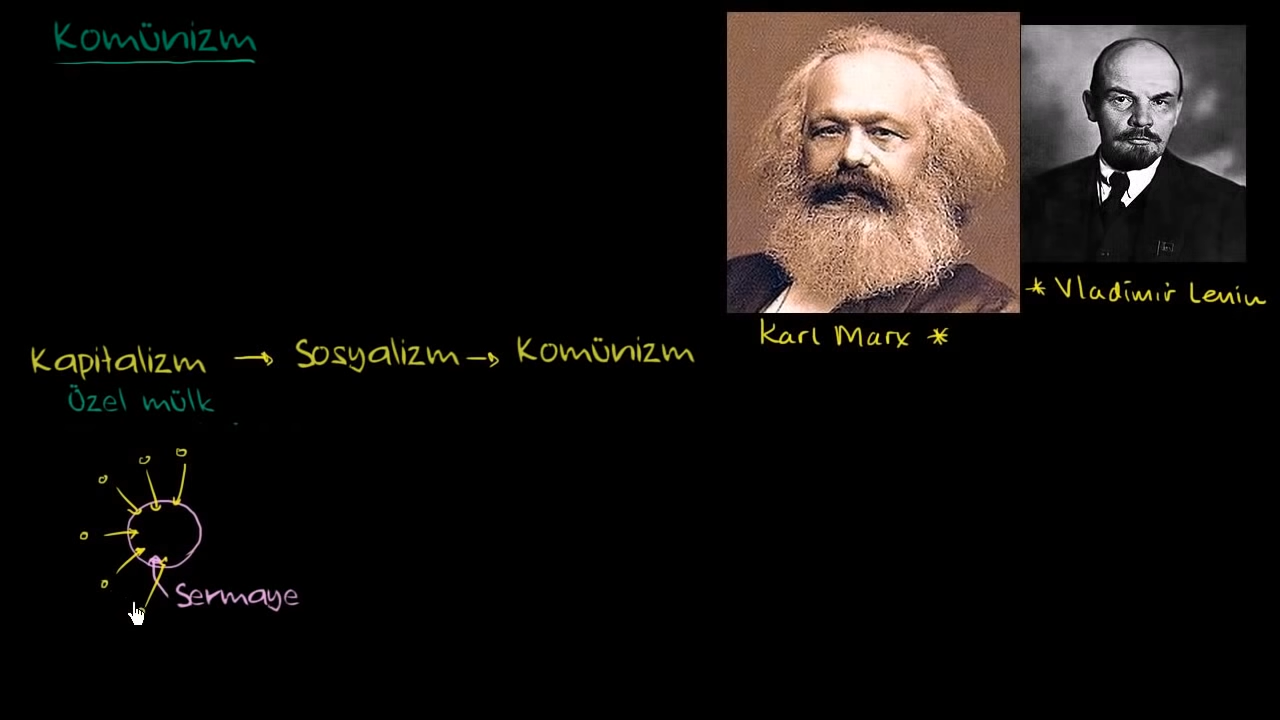 Komünizm
* Vladimir Lenin
Karl Marx *
Kapitalizm → Sosyalizm → Komünizm
Özel mülk
Sermaye